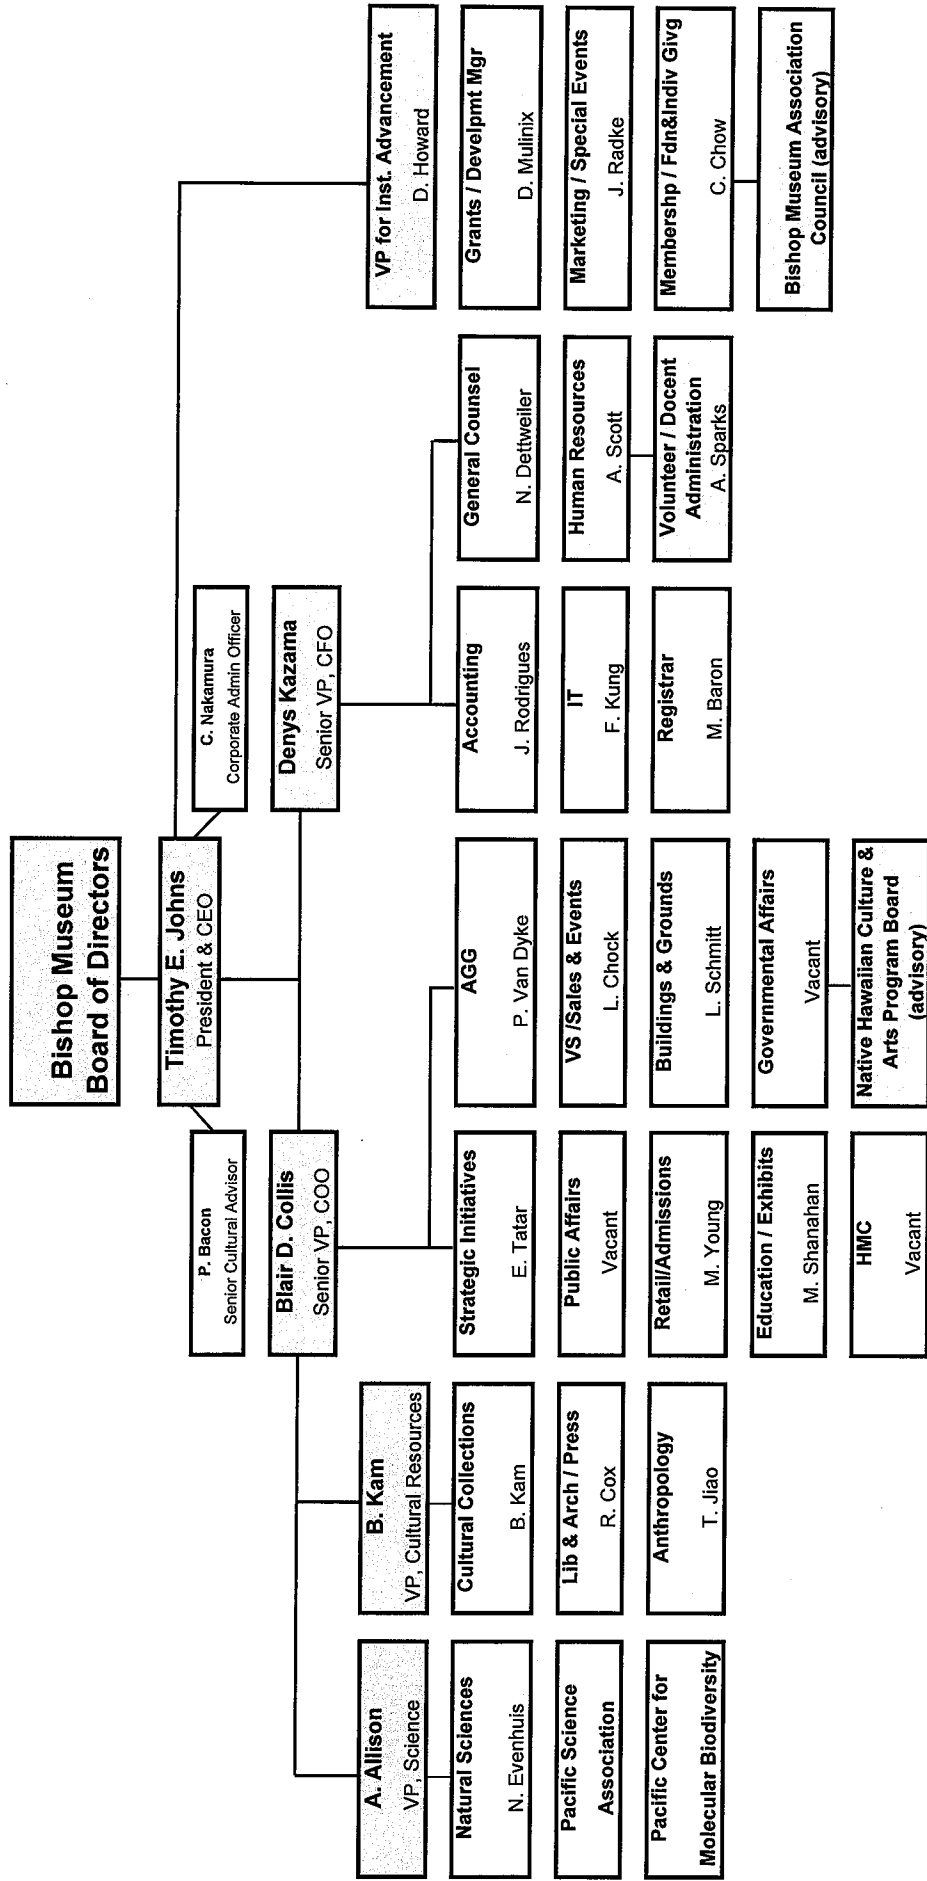 Bishop Museum
Board of Directors
Timothy E. Johns
President & CEO
P. Bacon
Senior Cultural Advisor
C. Nakamura
Corporate Admin Officer
Blair D. Collis
Senior VP, COO
Denys Kazama
Senior VP, CFO
A. Allison
VP, Science
B. Kam
VP, Cultural Resources
VP for Inst. Advancement
D. Howard
Natural Sciences
N. Evenhuis
Cultural Collections
B. Kam
Strategic Initiatives
E. Tatar
AGG
P. Van Dyke
Accounting
J. Rodrigues
General Counsel
N. Dettweiler
Grants / Develpmt Mgr
D. Mulinix
Pacific Science
Association
Lib & Arch / Press
R. Cox
Public Affairs
Vacant
VS /Sales & Events
L. Chock
IT
F. Kung
Human Resources
A. Scott
Marketing / Special Events
J. Radke
Pacific Center for
Molecular Biodiversity
Anthropology
T. Jiao
Retail/Admissions
M. Young
Buildings & Grounds
L. Schmitt
Registrar
M. Baron
Volunteer / Docent
Administration
A. Sparks
Membershp / Fdn&Indiv Givg
C. Chow
Education / Exhibits
M. Shanahan
Governmental Affairs
Vacant
Bishop Museum Association
Council (advisory)
HMC
Vacant
Native Hawaiian Culture &
Arts Program Board
(advisory)